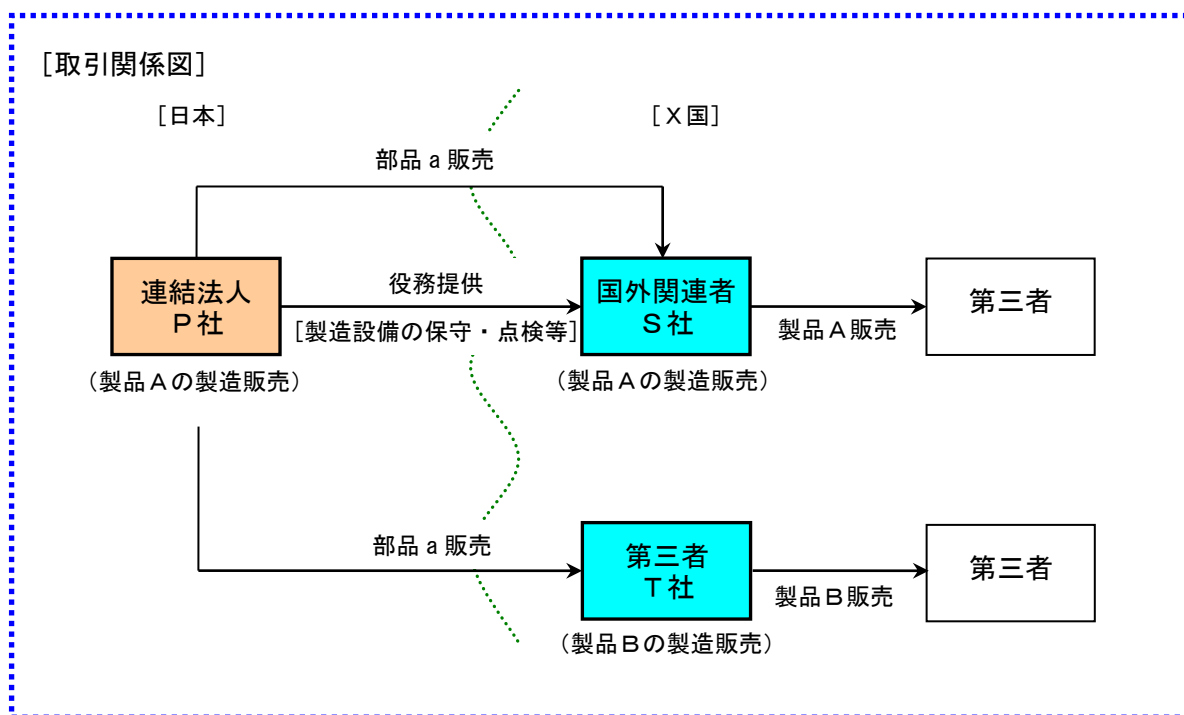 ［取引関係図］
［日本］
［Ｘ国］
部品 a 販売
連結法人
Ｐ社
（製品Ａの製造販売）
役務提供
［製造設備の保守・点検等］
国外関連者
Ｓ社
（製品Ａの製造販売）
製品Ａ販売
第三者
部品 a 販売
第三者
Ｔ社
（製品Ｂの製造販売）
製品Ｂ販売
第三者